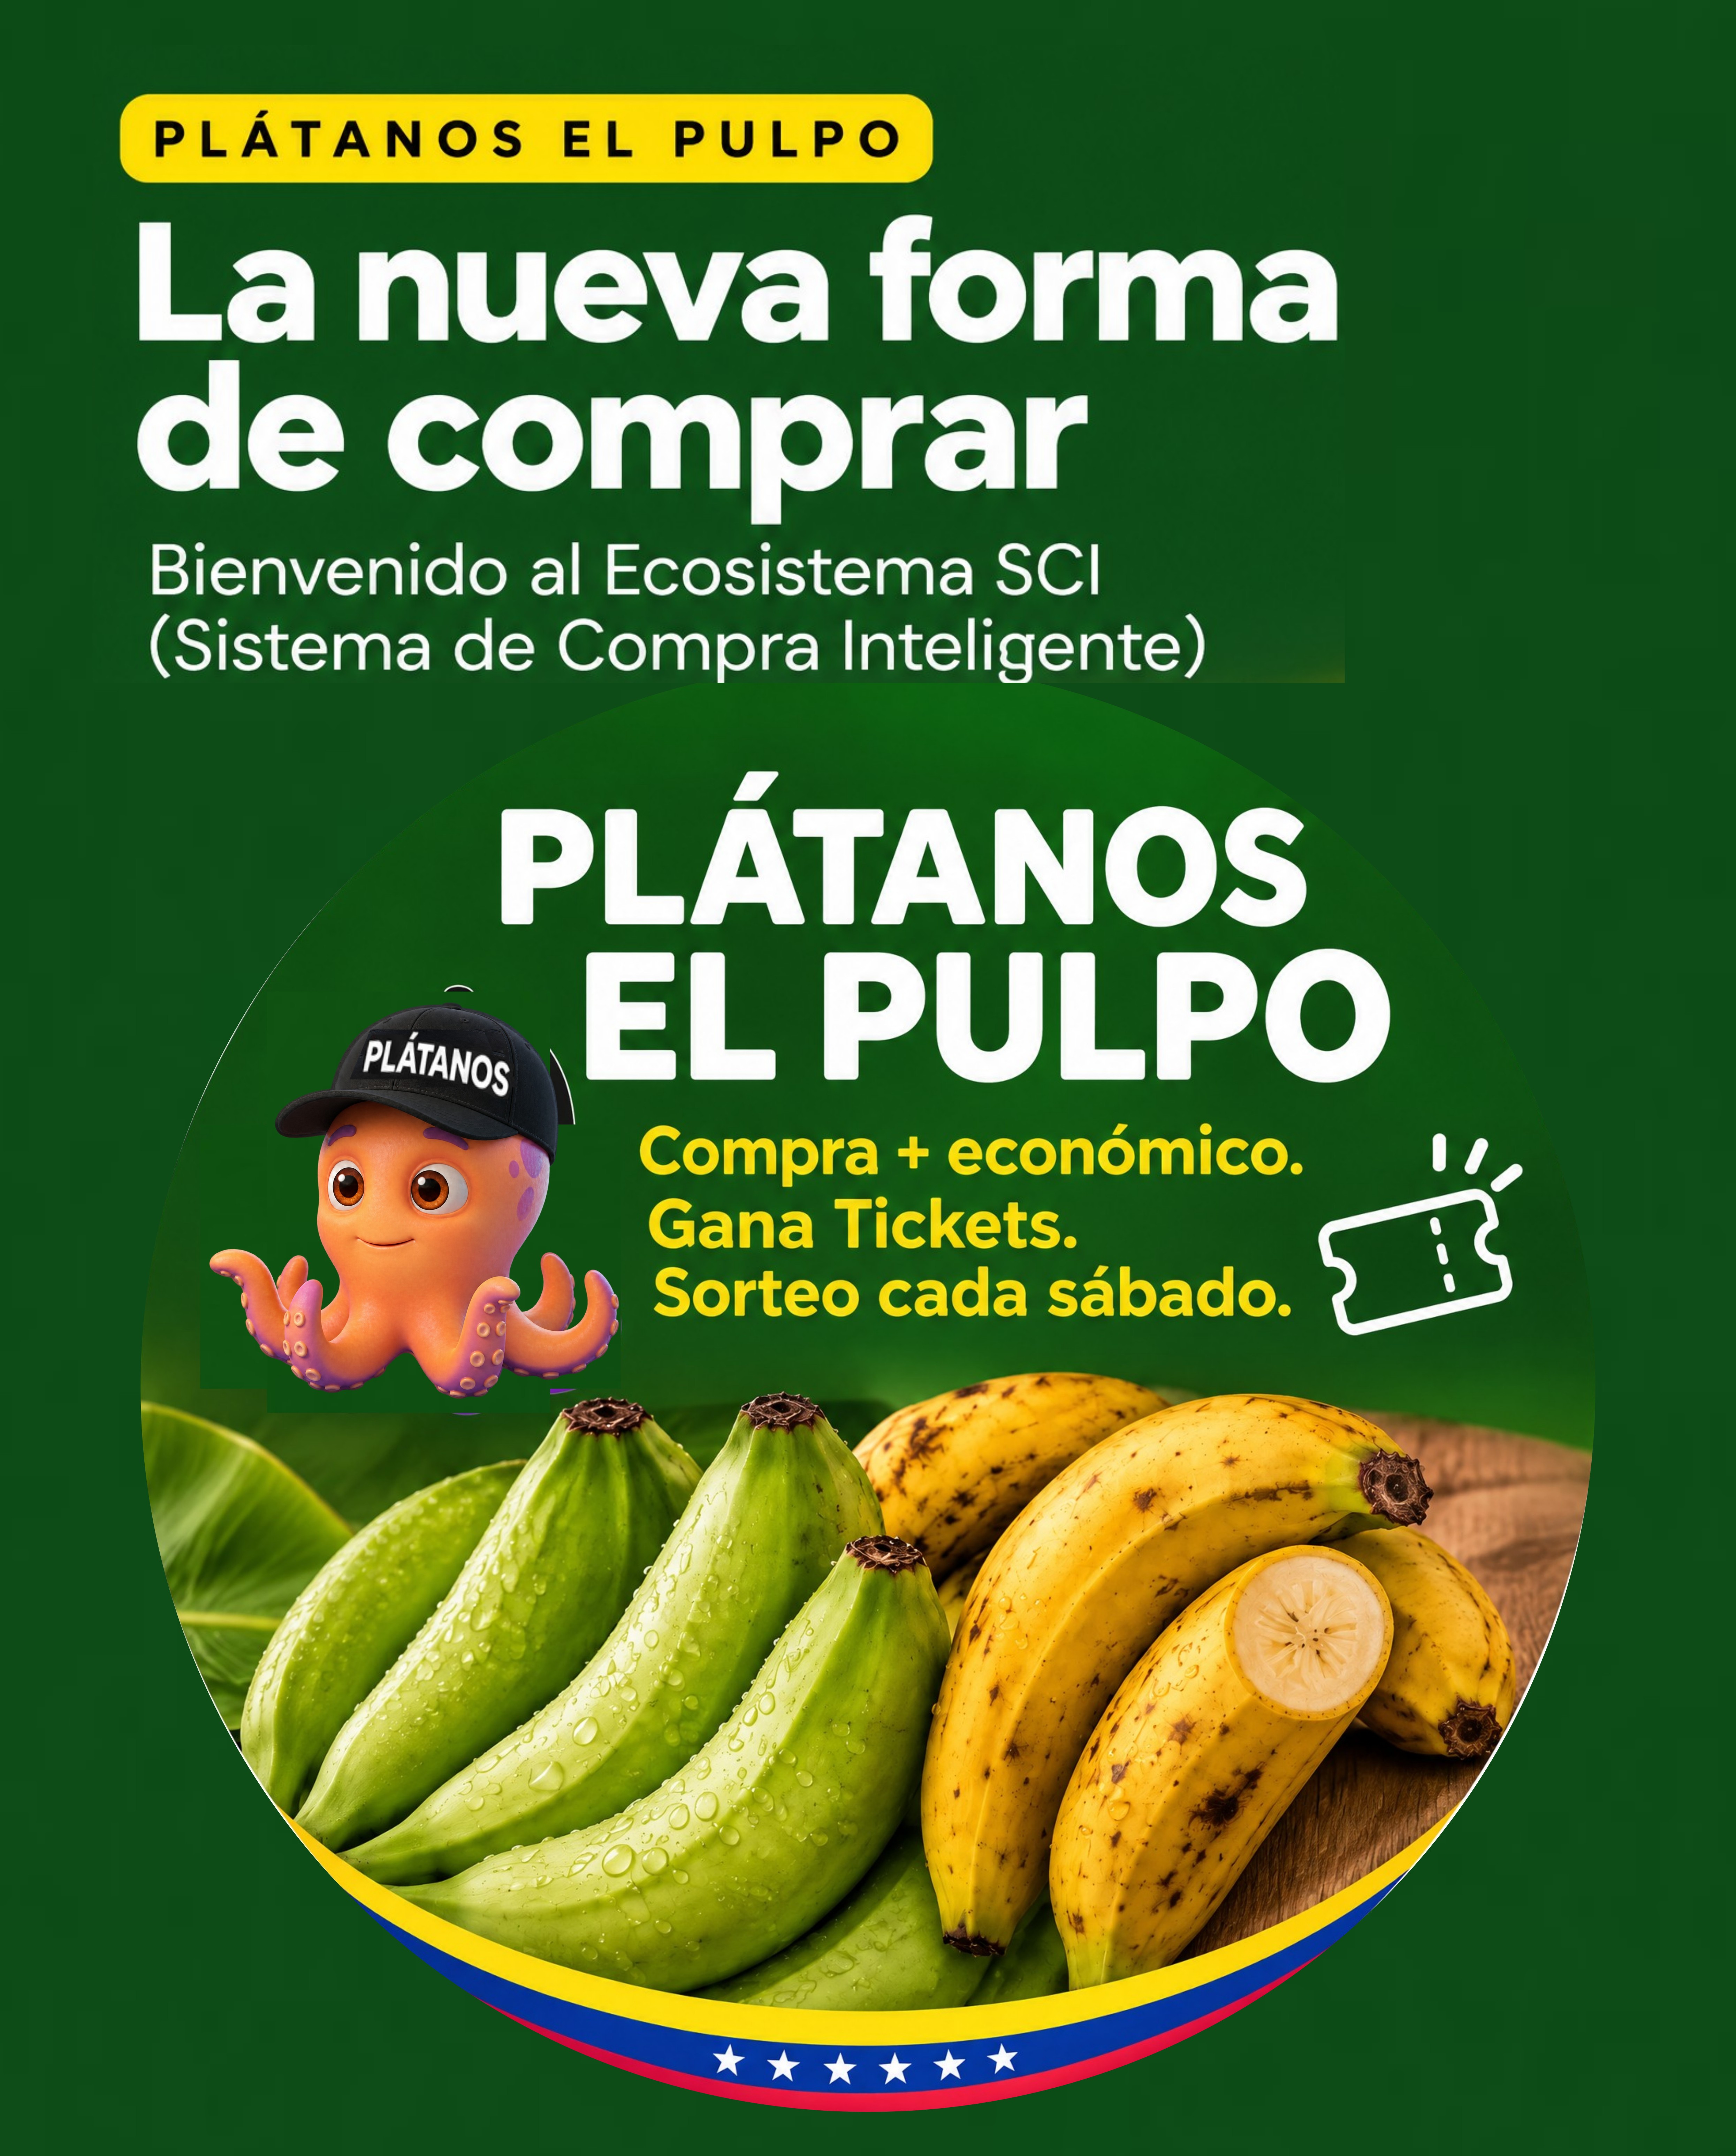 PLÁTANOS EL PULPO
La nueva forma
de comprar
Bienvenido al Ecosistema SCI
(Sistema de Compra Inteligente)
PLÁTANOS
EL PULPO
PLÁTANOS
Compra + económico.
Gana Tickets.
Sorteo cada sábado.